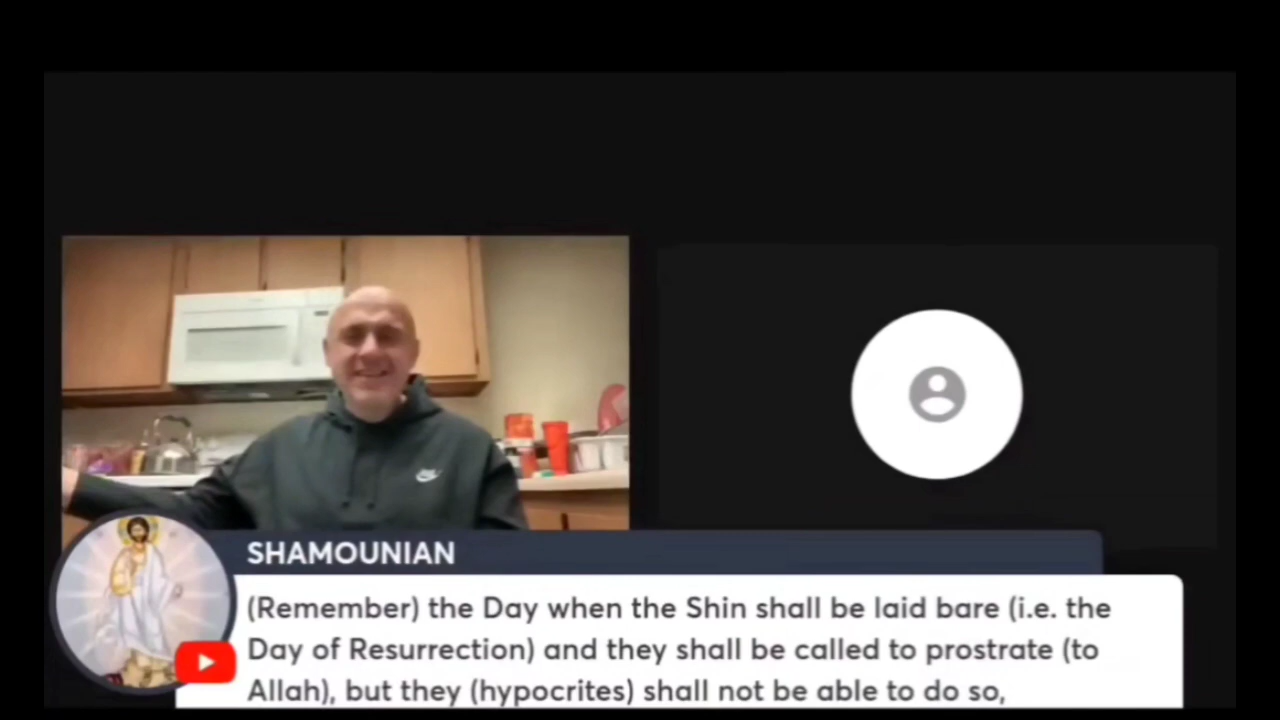 SHAMOUNIAN
(Remember) the Day when the Shin shall be laid bare (i.e. the
Day of Resurrection) and they shall be called to prostrate (to
Allah), but they (hypocrites) shall not be able to do so,